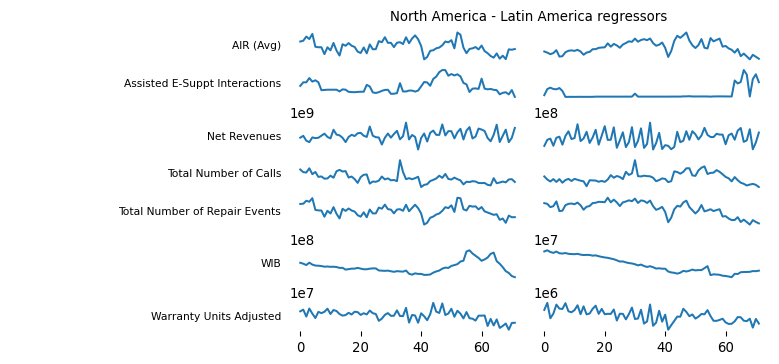 North America - Latin America regressors
AIR (Avg)
Assisted E-Suppt Interactions
1e9 1e8
Net Revenues
Total Number of Calls
Total Number of Repair Events
1e8 1e7
WIB
1e7 1e6
Warranty Units Adjusted
0 20 40 60 0 20 40 60